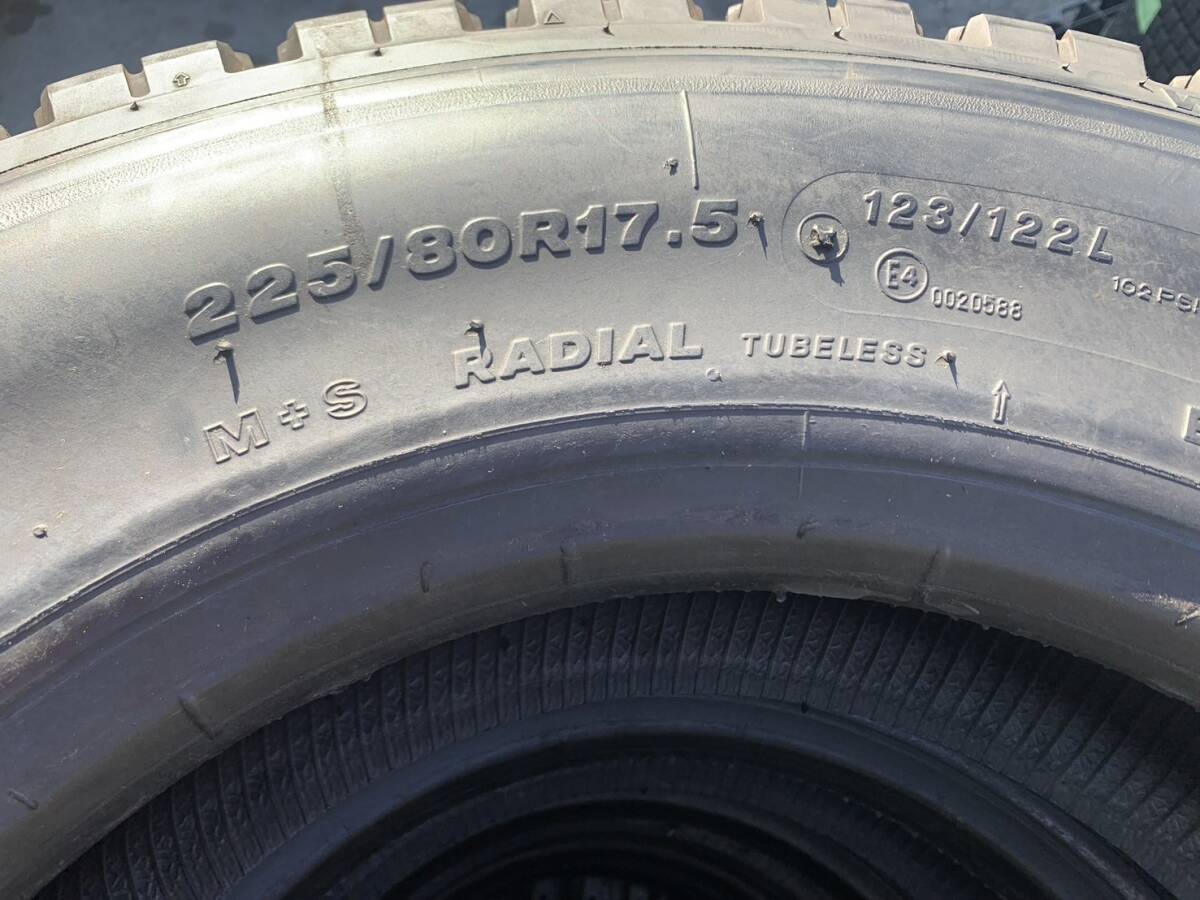 225/80R17.5
H 123/122L
E4 0020588
102 PSI
M+S RADIAL TUBELESS